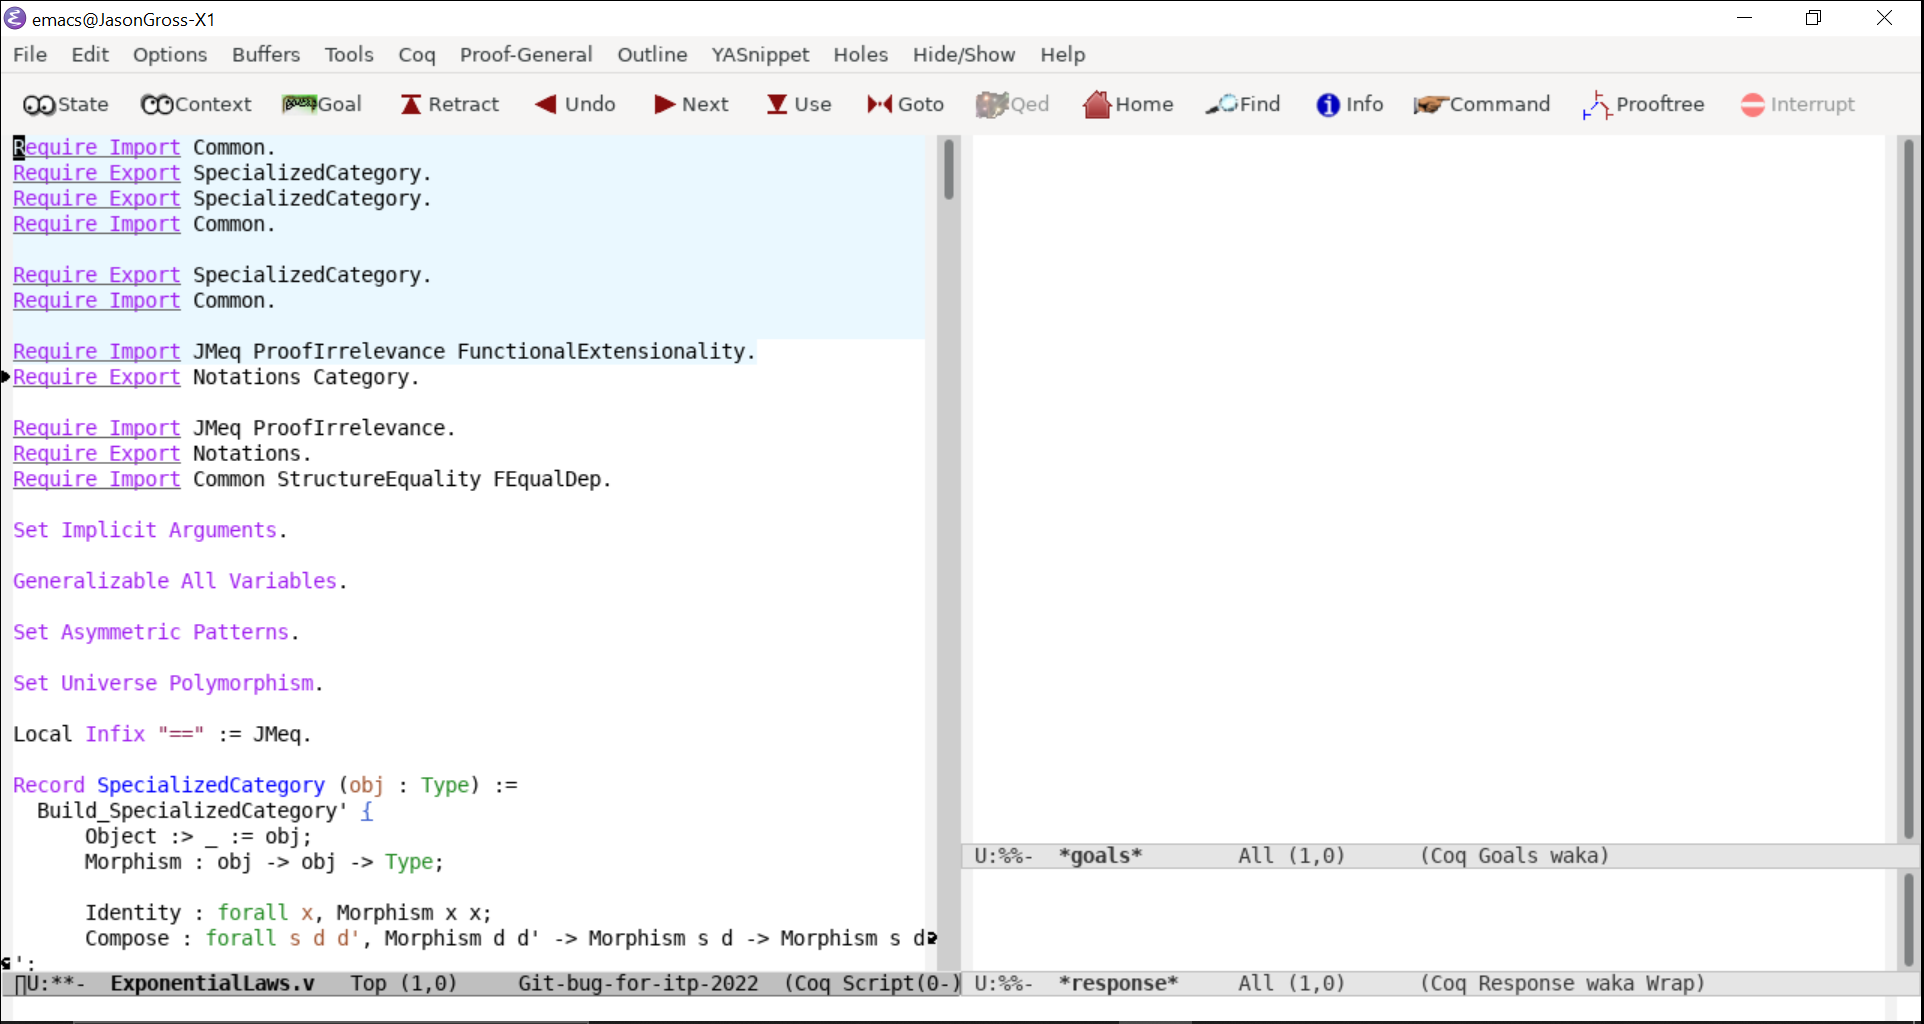 emacs@JasonGross-X1
File Edit Options Buffers Tools Coq Proof-General Outline YASnippet Holes Hide/Show Help
State Context Goal Retract Undo Next Use Goto Qed Home Find Info Command Prooftree Interrupt
Require Import Common.
Require Export SpecializedCategory.
Require Export SpecializedCategory.
Require Import Common.
Require Export SpecializedCategory.
Require Import Common.
Require Import JMeq ProofIrrelevance FunctionalExtensionality.
Require Export Notations Category.
Require Import JMeq ProofIrrelevance.
Require Export Notations.
Require Import Common StructureEquality FEqualDep.
Set Implicit Arguments.
Generalizable All Variables.
Set Asymmetric Patterns.
Set Universe Polymorphism.
Local Infix "==" := JMeq.
Record SpecializedCategory (obj : Type) :=
Build_SpecializedCategory' {
Object :> _ := obj;
Morphism : obj -> obj -> Type;
Identity : forall x, Morphism x x;
Compose : forall s d d', Morphism d d' -> Morphism s d -> Morphism s d
';
U:**- ExponentialLaws.v Top (1,0) Git-bug-for-itp-2022 (Coq Script(0-)
U:%%- *goals* All (1,0) (Coq Goals waka)
U:%%- *response* All (1,0) (Coq Response waka Wrap)